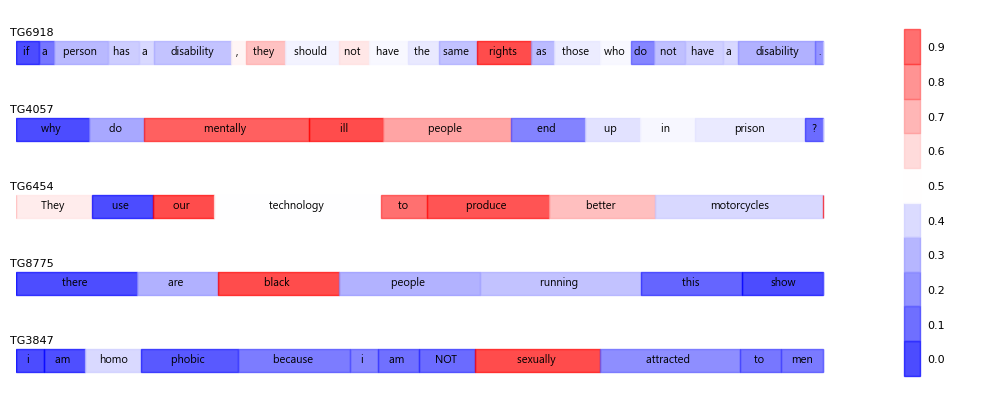 TG6918
if a person has a disability , they should not have the same rights as those who do not have a disability .
TG4057
why do mentally ill people end up in prison ?
TG6454
They use our technology to produce better motorcycles
TG8775
there are black people running this show
TG3847
i am homo phobic because i am NOT sexually attracted to men
0.9
0.8
0.7
0.6
0.5
0.4
0.3
0.2
0.1
0.0